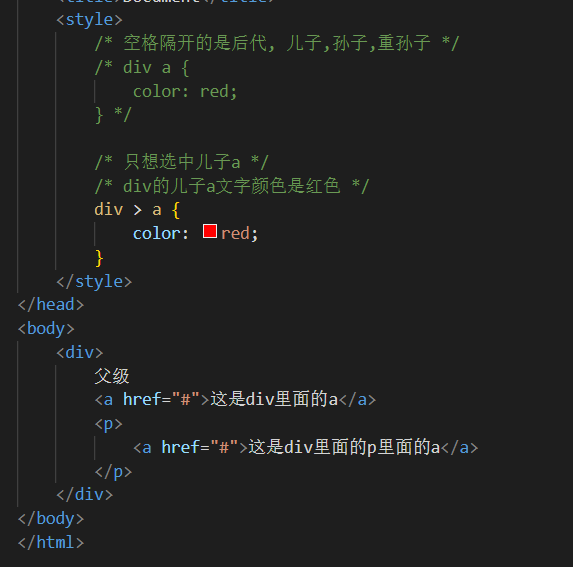 <title>Document</title>
<style>
/* 空格隔开的是后代, 儿子,孙子,重孙子 */
/* div a {
color: red;
} */
/* 只想选中儿子a */
/* div的儿子a文字颜色是红色 */
div > a {
color: red;
}
</style>
</head>
<body>
<div>
父级
<a href="#">这是div里面的a</a>
<p>
<a href="#">这是div里面的p里面的a</a>
</p>
</div>
</body>
</html>